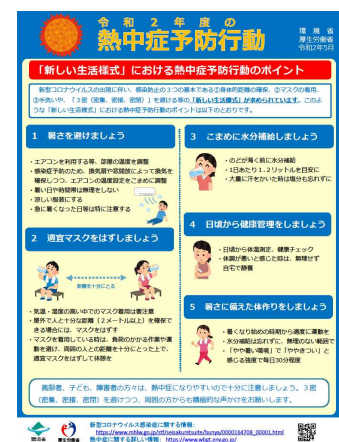 令和２年度の
熱中症予防行動
環境省
厚生労働省
令和2年5月
「新しい生活様式」における熱中症予防行動のポイント
新型コロナウイルスの出現に伴い、感染防止の３つの基本である①身体的距離の確保、②マスクの着用、
③手洗いや、「３密（密集、密接、密閉）」を避ける等の「新しい生活様式」が求められています。このよ
うな「新しい生活様式」における熱中症予防行動のポイントは以下のとおりです。
１ 暑さを避けましょう
・エアコンを利用する等、部屋の温度を調整
・感染症予防のため、換気扇や窓開放によって換気を
確保しつつ、エアコンの温度設定をこまめに調整
・暑い日や時間帯は無理をしない
・涼しい服装にする
・急に暑くなった日等は特に注意する
２ 適宜マスクをはずしましょう
距離を十分にとる
・気温・湿度の高い中でのマスク着用は要注意
・屋外で人と十分な距離（２メートル以上）を確保で
きる場合には、マスクをはずす
・マスクを着用している時は、負荷のかかる作業や運
動を避け、周囲の人との距離を十分にとった上で、
適宜マスクをはずして休憩を
３ こまめに水分補給しましょう
・のどが渇く前に水分補給
・1日あたり1.2リットルを目安に
・大量に汗をかいた時は塩分も忘れずに
４ 日頃から健康管理をしましょう
・日頃から体温測定、健康チェック
・体調が悪いと感じた時は、無理せず
自宅で静養
５ 暑さに備えた体作りをしましょう
・暑くなり始めの時期から適度に運動を
・水分補給は忘れずに、無理のない範囲で
・「やや暑い環境」で「ややきつい」と
感じる強度で毎日30分程度
高齢者、子ども、障害者の方々は、熱中症になりやすいので十分に注意しましょう。３密
（密集、密接、密閉）を避けつつ、周囲の方からも積極的な声かけをお願いします。
環境省
厚生労働省
新型コロナウイルス感染症に関する情報：
https://www.mhlw.go.jp/stf/seisakunitsuite/bunya/0000164708_00001.html
熱中症に関する詳しい情報： https://www.wbgt.env.go.jp/